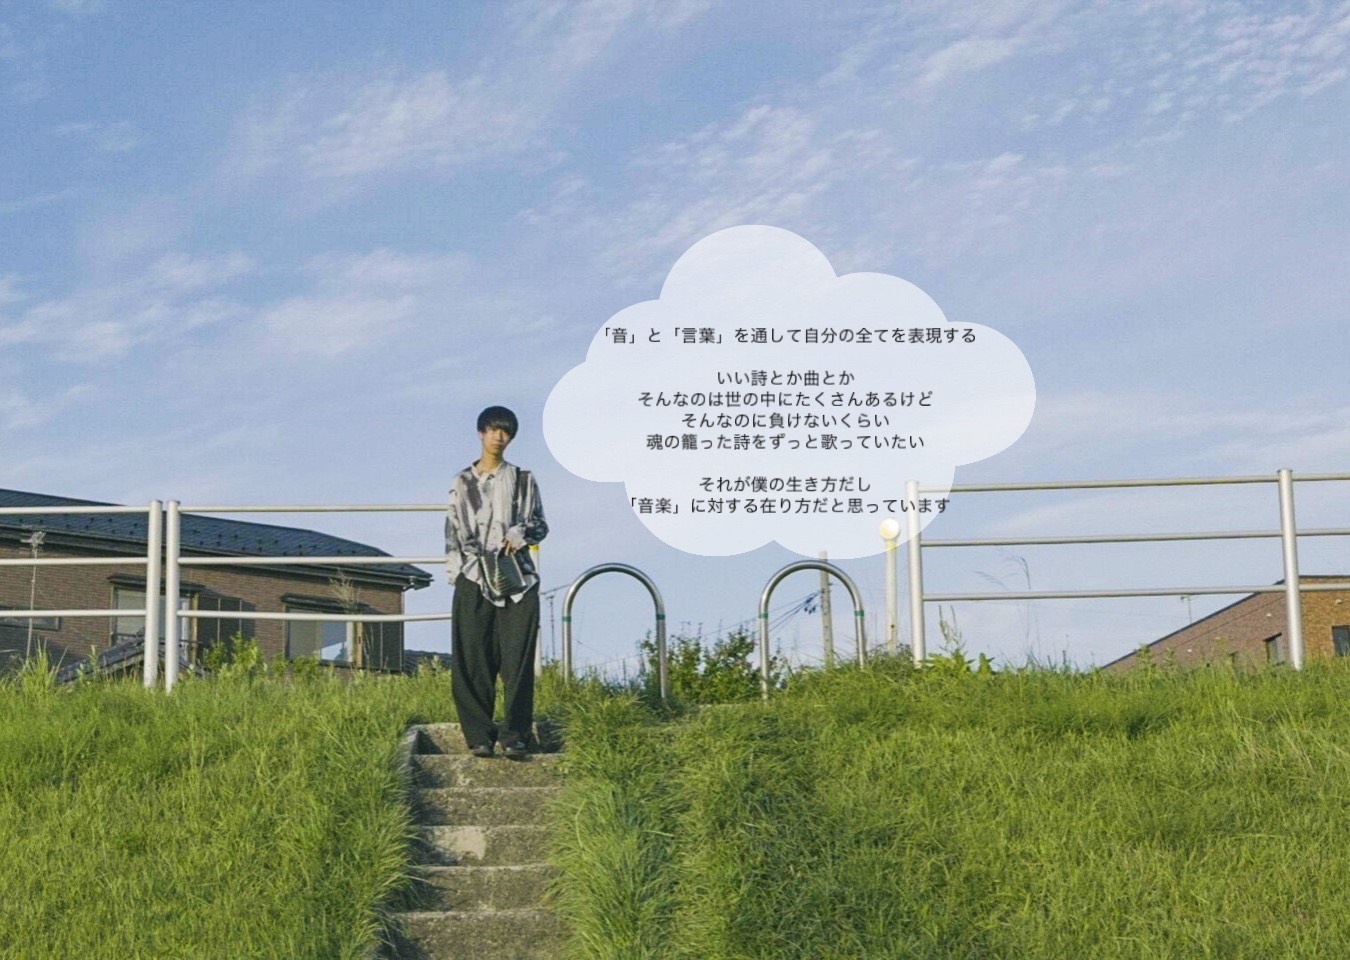 「音」と「言葉」を通して自分の全てを表現する
いい詩とか曲とか
そんなのは世の中にたくさんあるけど
そんなのに負けないくらい
魂の籠った詩をずっと歌っていたい
それが僕の生き方だし
「音楽」に対する在り方だと思っています